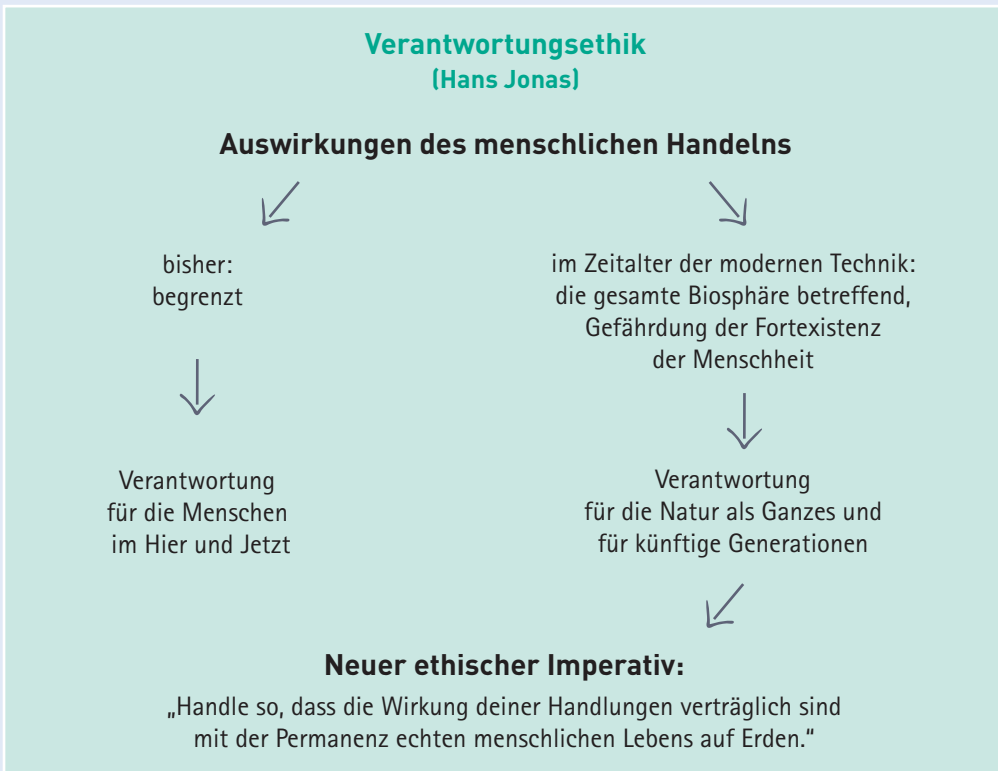 Verantwortungsethik
(Hans Jonas)
Auswirkungen des menschlichen Handelns
bisher:
begrenzt
im Zeitalter der modernen Technik:
die gesamte Biosphäre betreffend,
Gefährdung der Fortexistenz
der Menschheit
Verantwortung
für die Menschen
im Hier und Jetzt
Verantwortung
für die Natur als Ganzes und
für künftige Generationen
Neuer ethischer Imperativ:
„Handle so, dass die Wirkung deiner Handlungen verträglich sind
mit der Permanenz echten menschlichen Lebens auf Erden.“